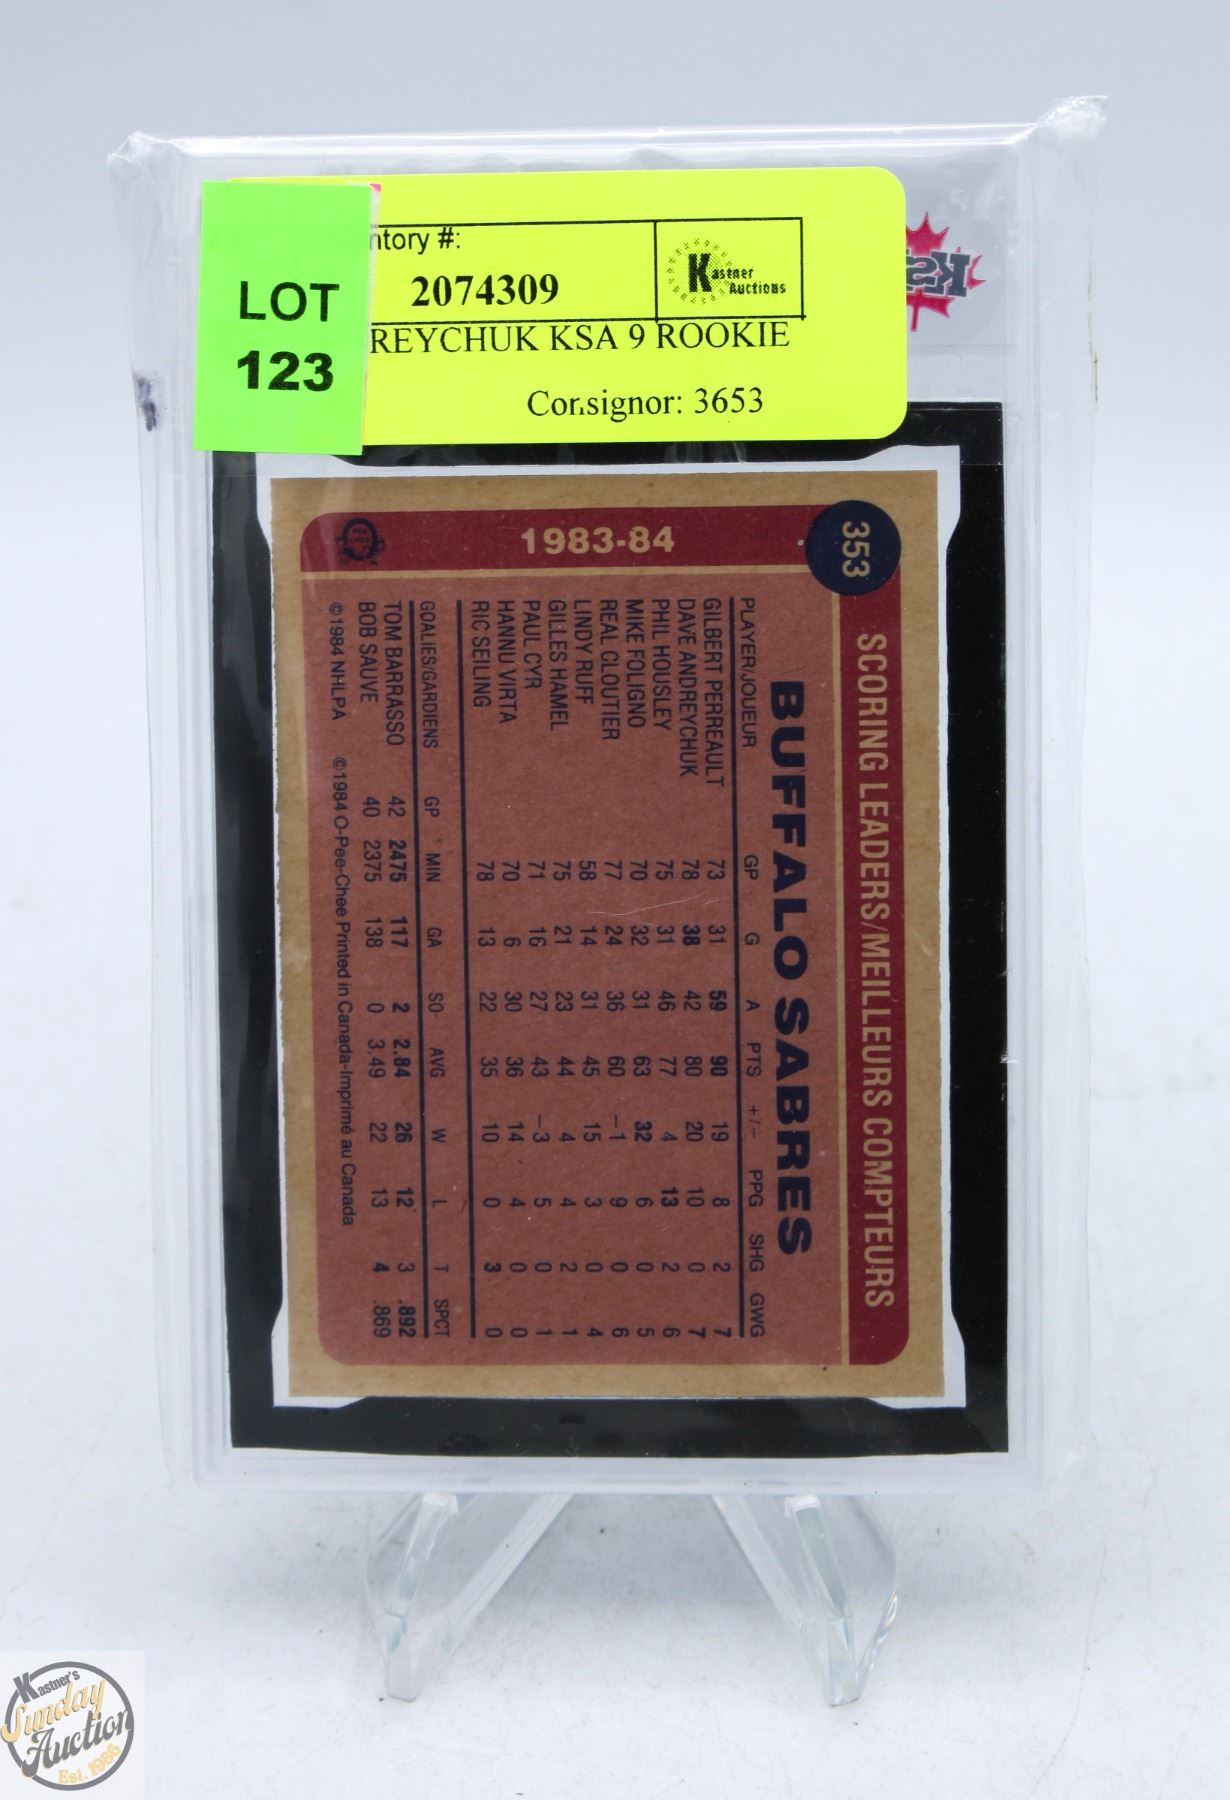 LOT
123
ntory #:
2074309
Kastner
Auctions
REYCHUK KSA 9 ROOKIE
Consignor: 3653
KSA
353
SCORING LEADERS/MEILLEURS COMPTEURS
1983-84
BUFFALO SABRES
PLAYER/JOUEUR GP G A PTS +/- PPG SHG GWG
GILBERT PERREAULT 73 31 59 90 19 8 2 7
DAVE ANDREYCHUK 78 38 42 80 20 10 0 7
PHIL HOUSLEY 75 31 46 77 4 13 2 6
MIKE FOLIGNO 70 32 31 63 32 6 0 5
REAL CLOUTIER 77 24 36 60 -1 9 0 6
LINDY RUFF 58 14 31 45 15 3 0 4
GILLES HAMEL 75 21 23 44 4 4 2 1
PAUL CYR 71 16 27 43 -3 5 0 1
HANNU VIRTA 70 6 30 36 14 4 0 0
RIC SEILING 78 13 22 35 10 0 3 0
GOALIES/GARDIENS GP MIN GA SO AVG W L T SPCT
TOM BARRASSO 42 2475 117 2 2.84 26 12 3 .892
BOB SAUVE 40 2375 138 0 3.49 22 13 4 .869
©1984 NHLPA ©1984 O-Pee-Chee Printed in Canada-Imprimé au Canada
Kastner's
Sunday
Auction
Est. 1986